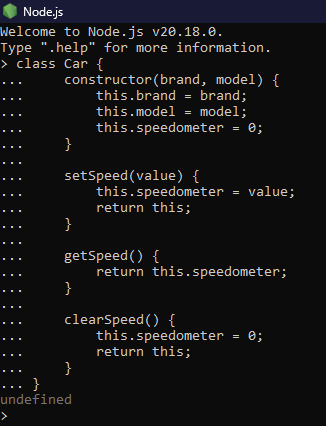 Node.js
Welcome to Node.js v20.18.0.
Type ".help" for more information.
> class Car {
...     constructor(brand, model) {
...         this.brand = brand;
...         this.model = model;
...         this.speedometer = 0;
...     }
...
...     setSpeed(value) {
...         this.speedometer = value;
...         return this;
...     }
...
...     getSpeed() {
...         return this.speedometer;
...     }
...
...     clearSpeed() {
...         this.speedometer = 0;
...         return this;
...     }
... }
undefined
>